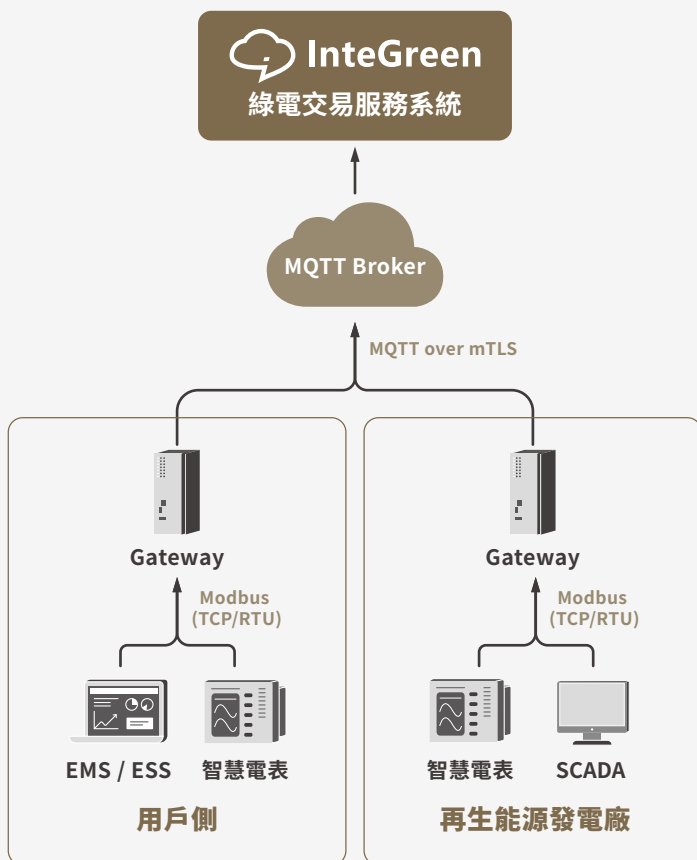 InteGreen
綠電交易服務系統
MQTT Broker
MQTT over mTLS
Gateway
Modbus
(TCP/RTU)
EMS / ESS
智慧電表
用戶側
Gateway
Modbus
(TCP/RTU)
智慧電表
SCADA
再生能源發電廠